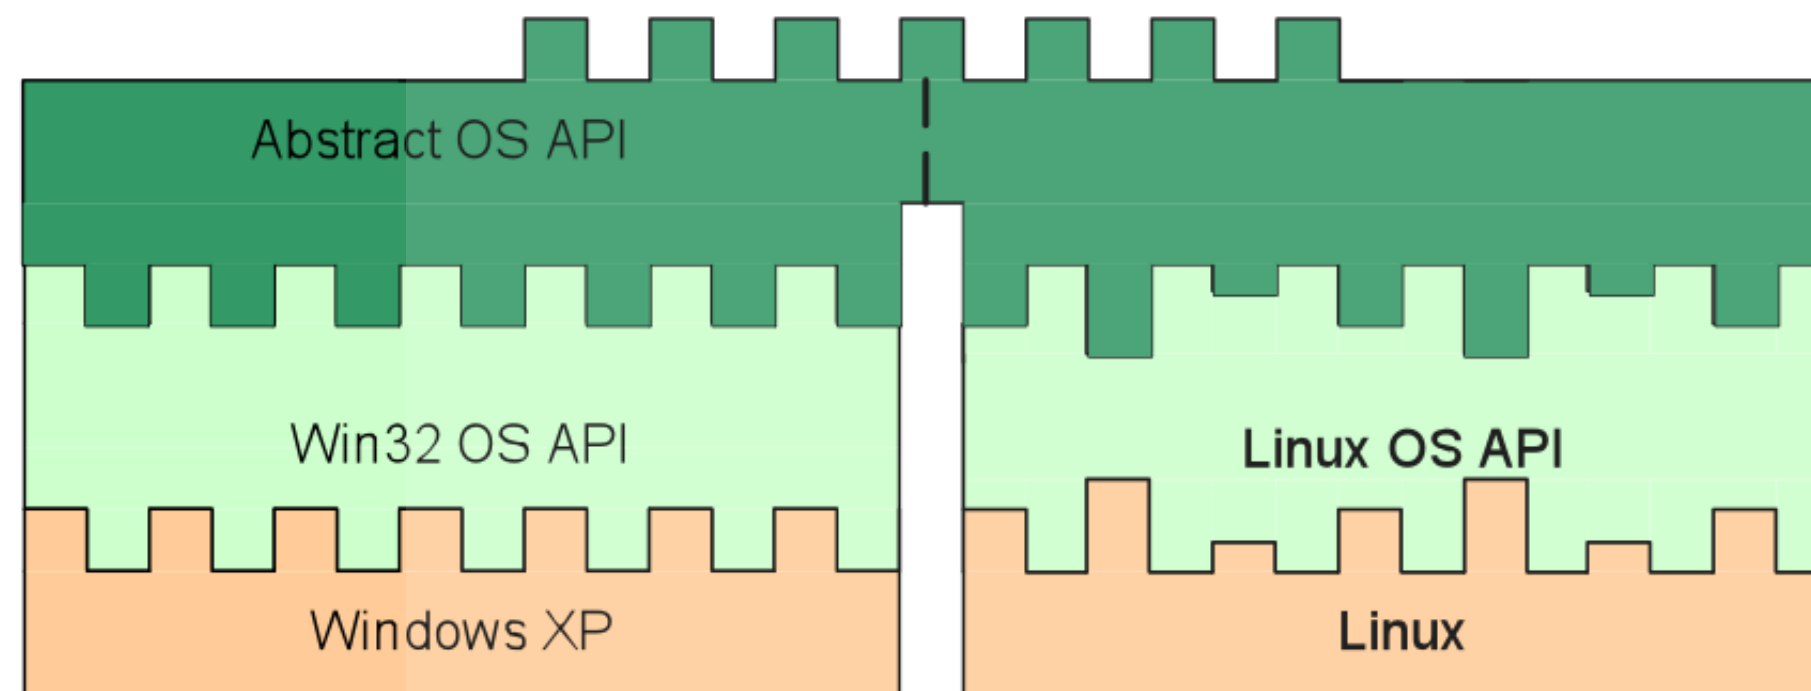 Abstract OS API
Win32 OS API
Linux OS API
Windows XP
Linux